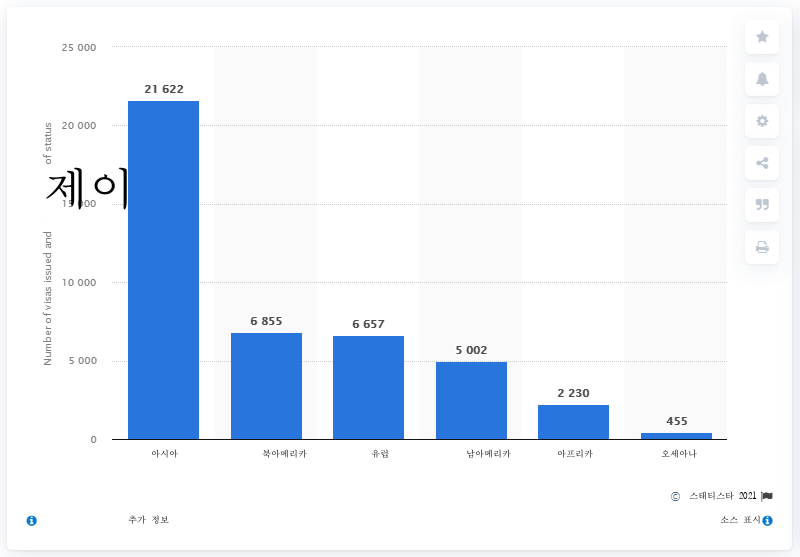 25 000
21 622
20 000
Number of visas issued and of status
제이
15 000
10 000
6 855
6 657
5 002
5 000
2 230
455
0
아시아 북아메리카 유럽 남아메리카 아프리카 오세아나
© 스태티스타 2021
추가 정보 소스 표시